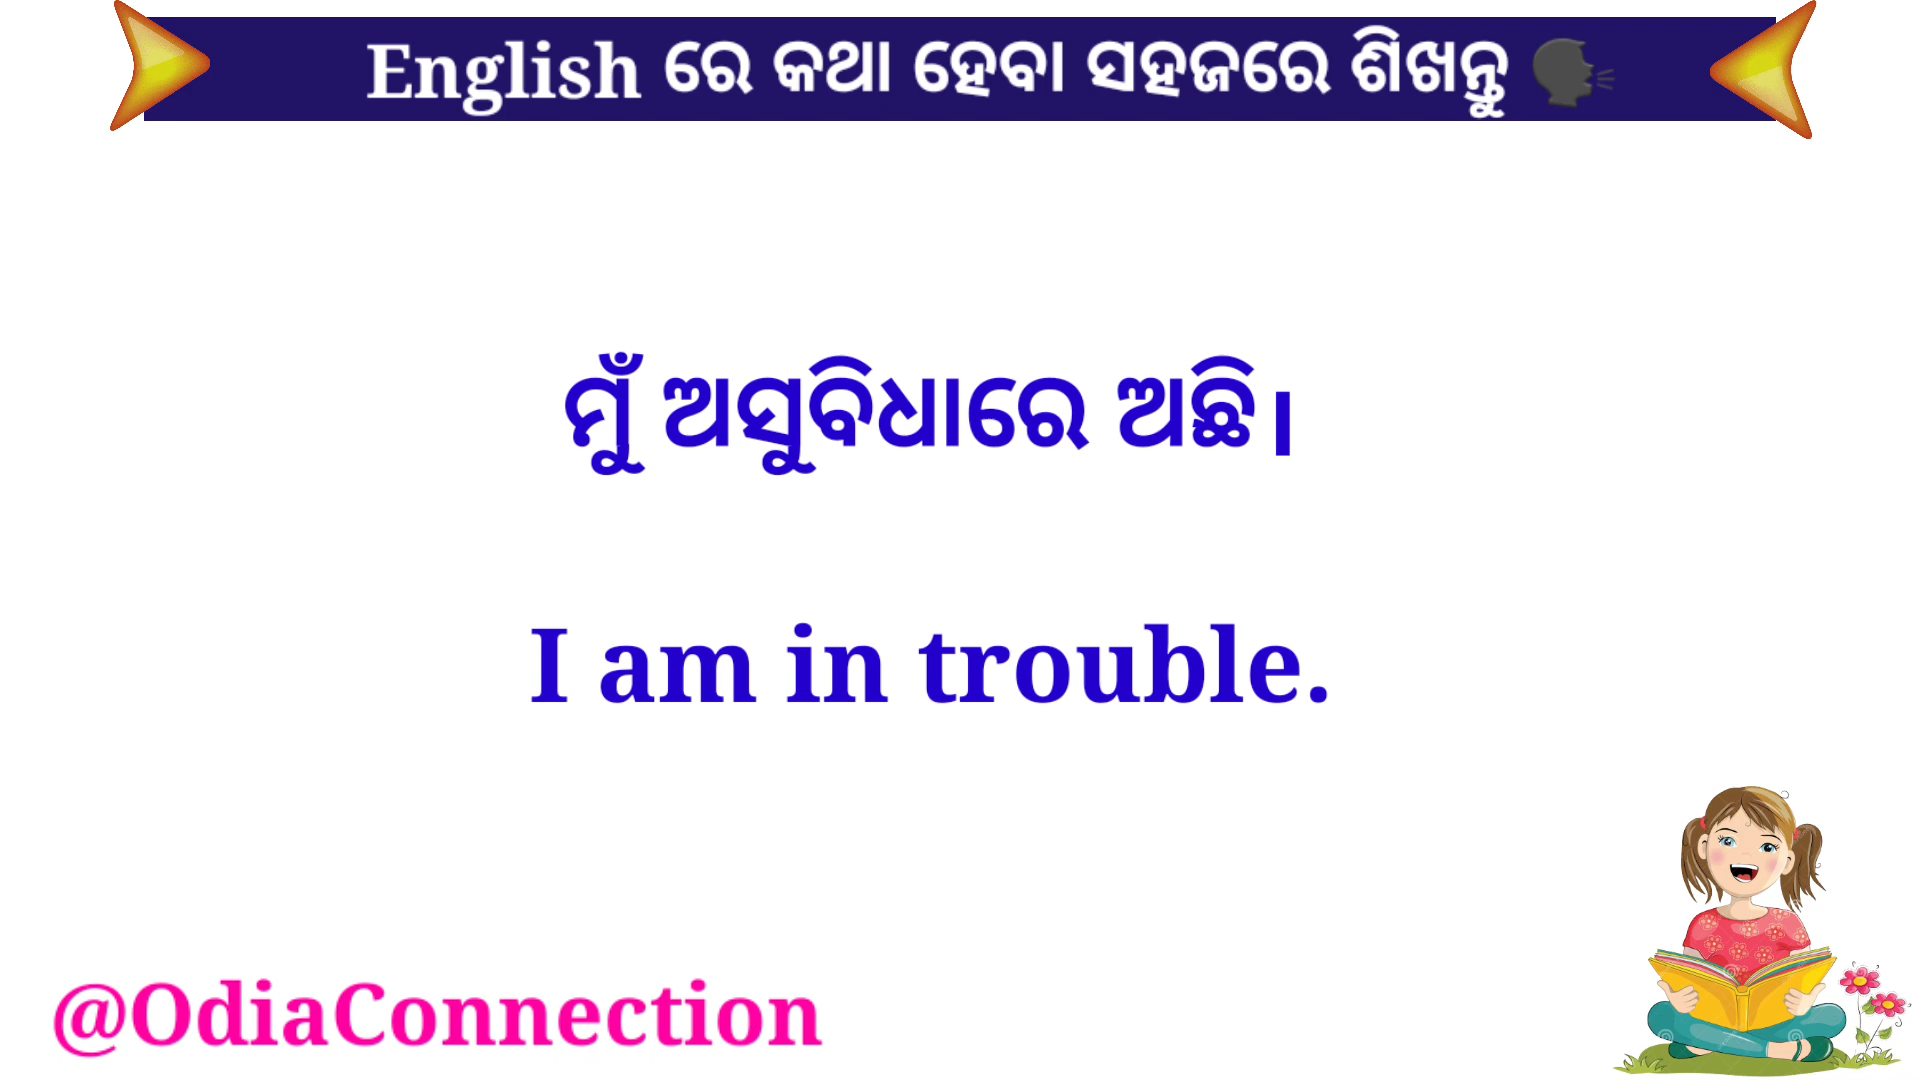 English ରେ କଥା ହେବା ସହଜରେ ଶିଖନ୍ତୁ 🗣
ମୁଁ ଅସୁବିଧାରେ ଅଛି।
I am in trouble.
@OdiaConnection